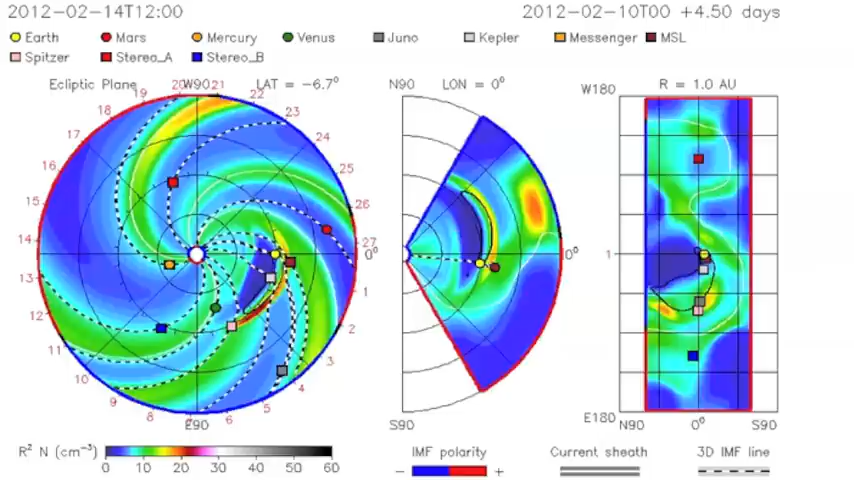 2012-02-14T12:00
2012-02-10T00 +4.50 days
Earth Mars Mercury Venus Juno Kepler Messenger MSL
Spitzer Stereo_A Stereo_B
Ecliptic Plane W90 LAT = -6.7° N90 LON = 0° W180 R = 1.0 AU
20 21
19 22
18 23
17 24
16 25
15 26
14 27 0° 0° 1
13 1
12 2
11 3
10 4
9 8 7 6 5
E90 S90 E180 N90 0° S90
R² N (cm⁻³) 0 10 20 30 40 50 60
IMF polarity
- +
Current sheath
3D IMF line